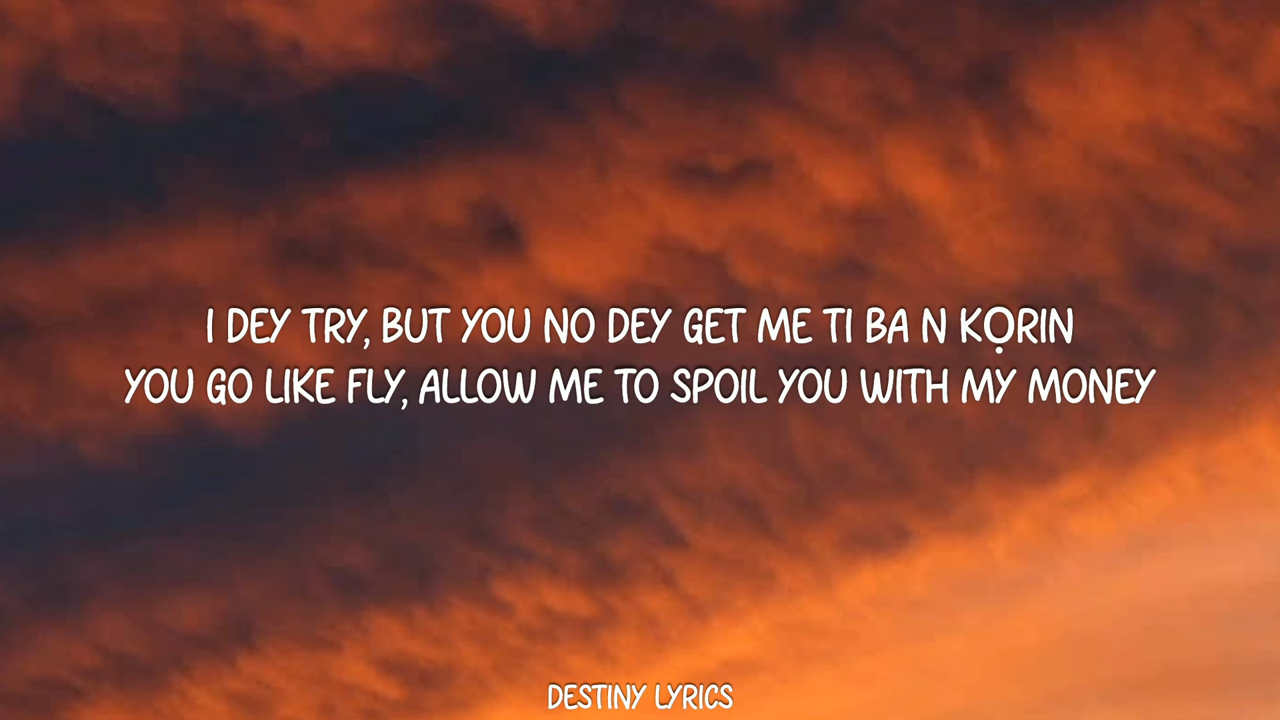 I DEY TRY, BUT YOU NO DEY GET ME TI BA N KỌRIN
YOU GO LIKE FLY, ALLOW ME TO SPOIL YOU WITH MY MONEY
DESTINY LYRICS